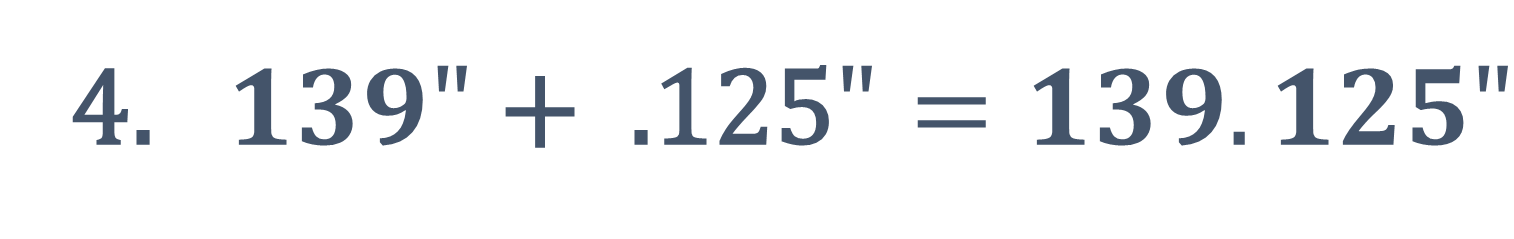 4. 139" + .125" = 139.125"